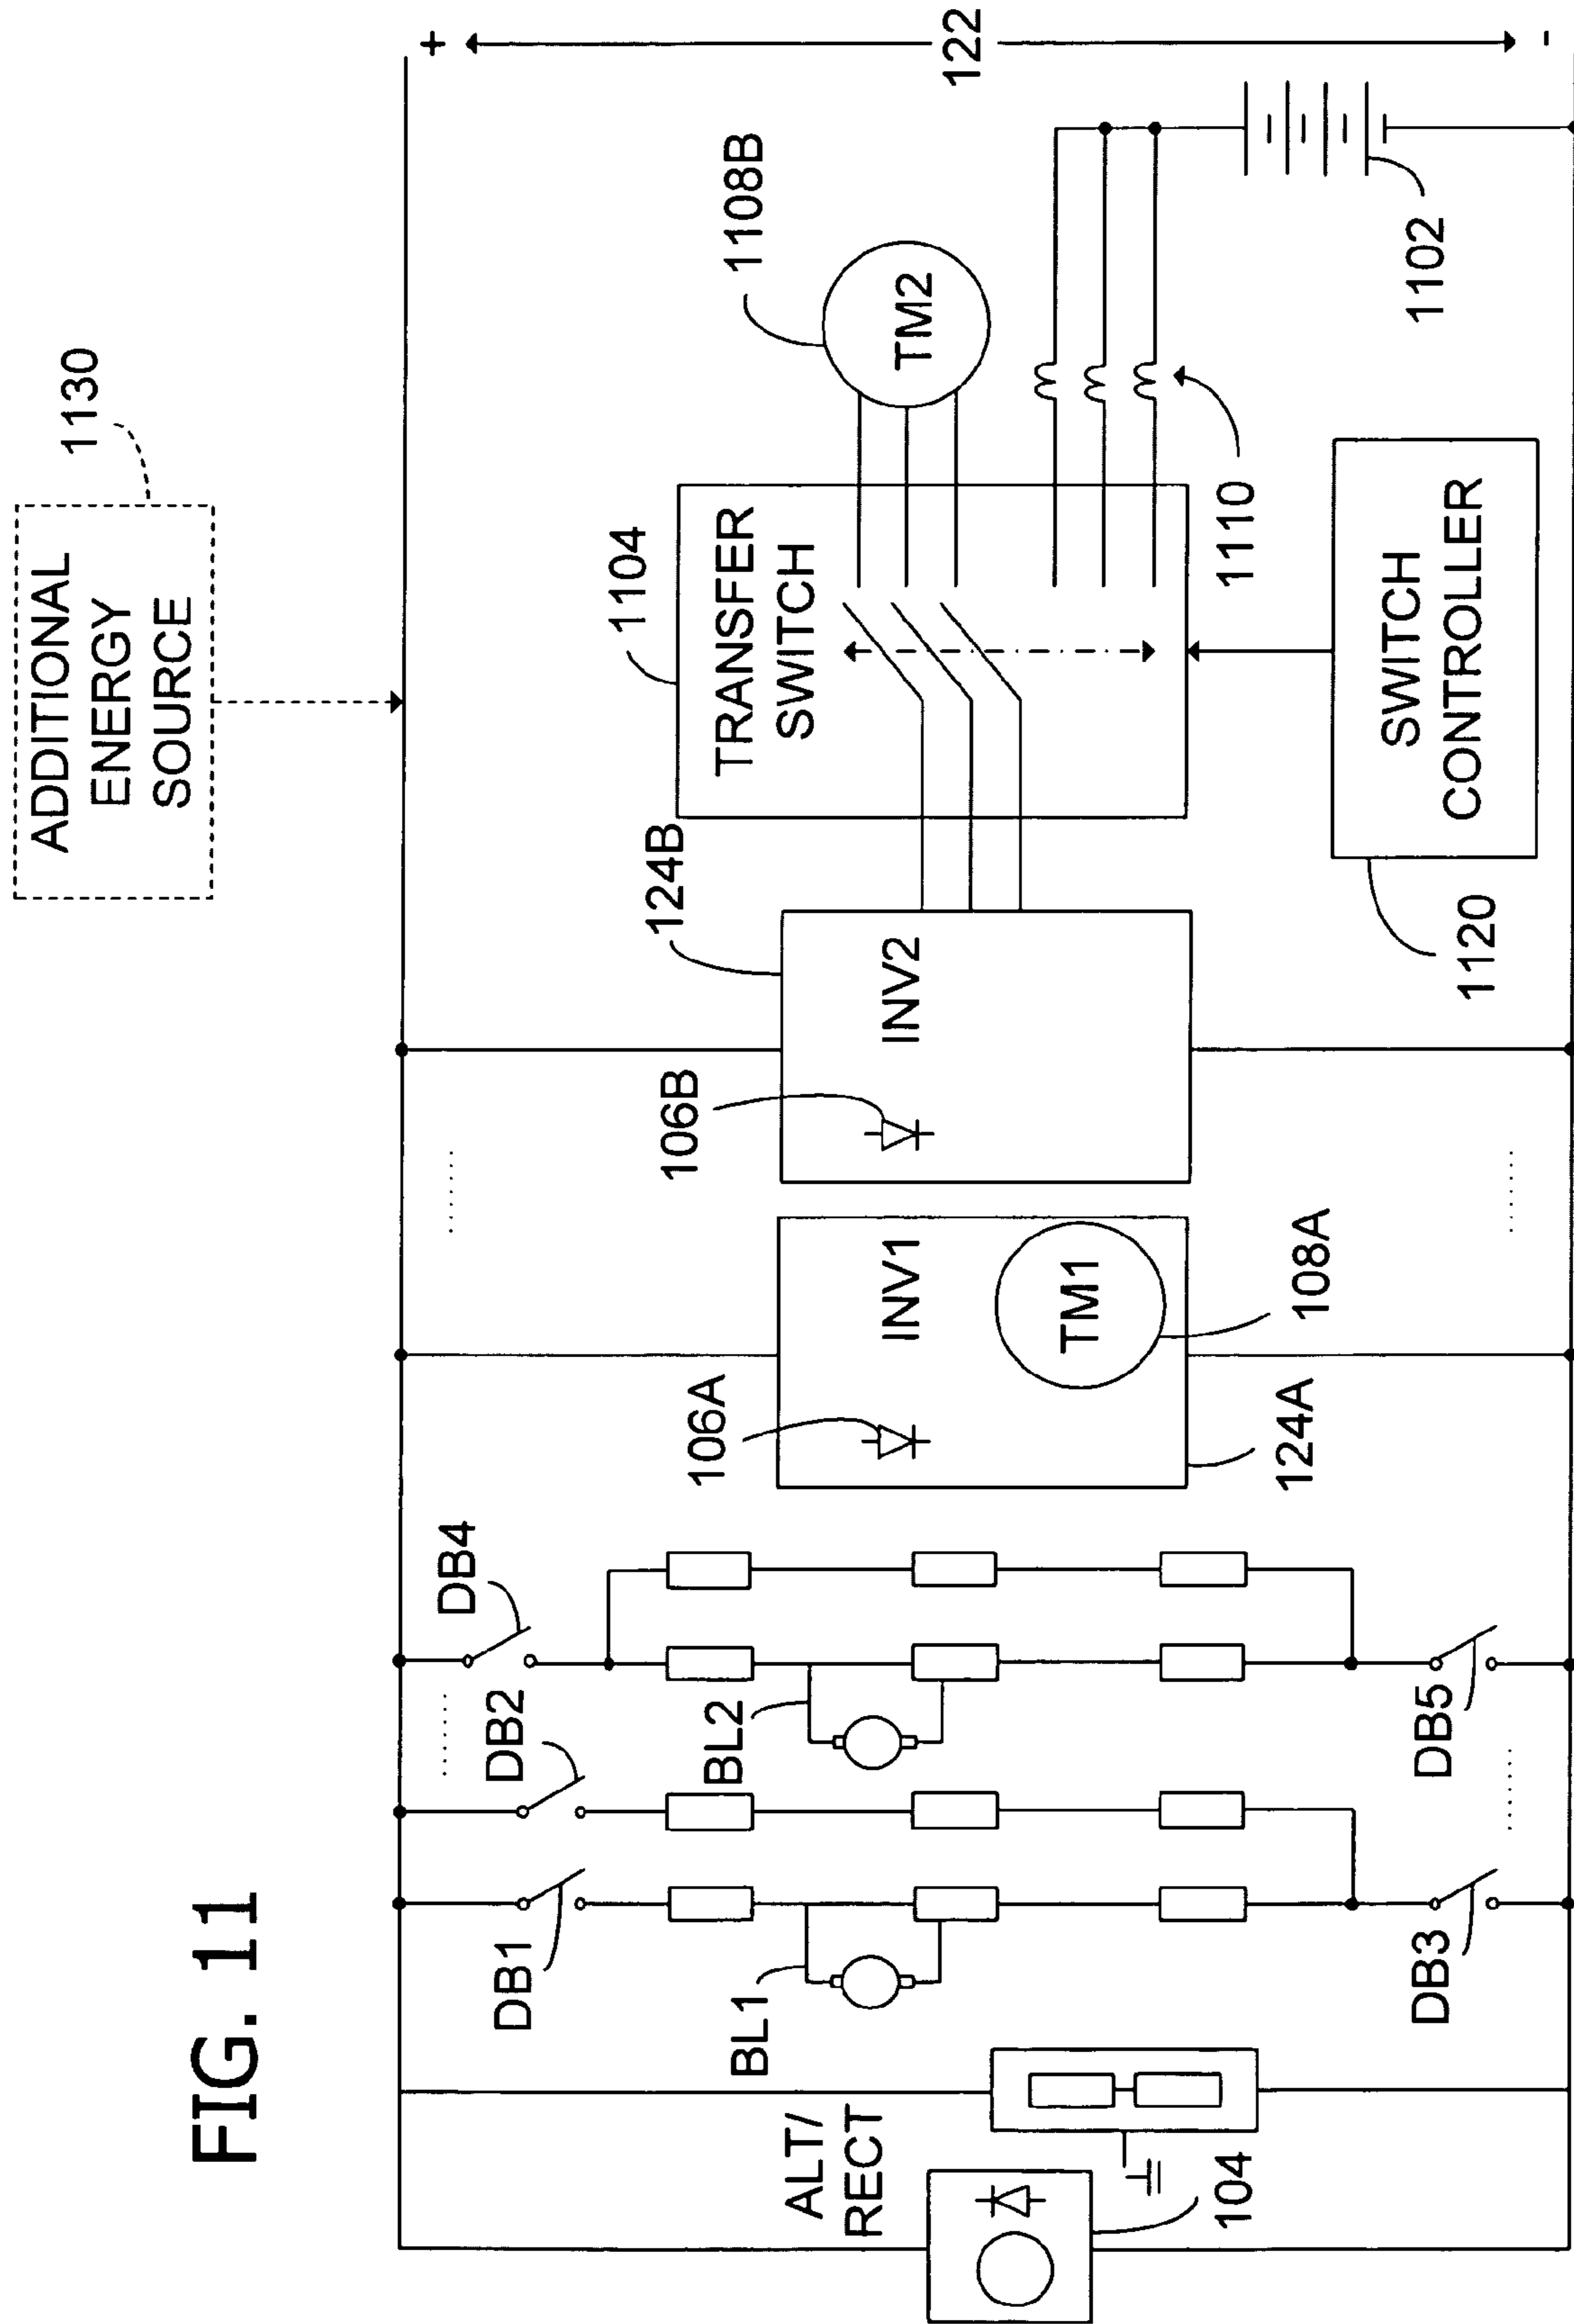 FIG. 11
ADDITIONAL
ENERGY
SOURCE
1130
+
122
-
ALT/
RECT
104
BL1
DB1
DB2
DB3
BL2
DB4
DB5
106A
INV1
TM1
108A
124A
106B
INV2
124B
1104
TRANSFER
SWITCH
TM2
1108B
1110
1102
SWITCH
CONTROLLER
1120